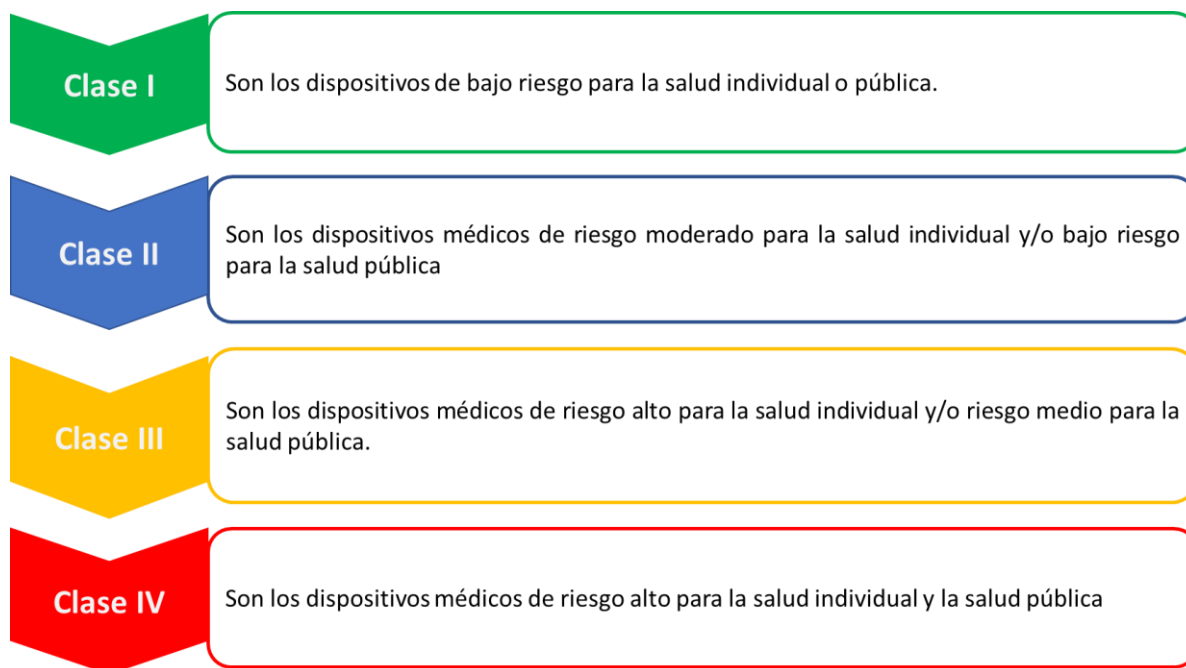 Clase I
Son los dispositivos de bajo riesgo para la salud individual o pública.
Clase II
Son los dispositivos médicos de riesgo moderado para la salud individual y/o bajo riesgo
para la salud pública
Clase III
Son los dispositivos médicos de riesgo alto para la salud individual y/o riesgo medio para la
salud pública.
Clase IV
Son los dispositivos médicos de riesgo alto para la salud individual y la salud pública